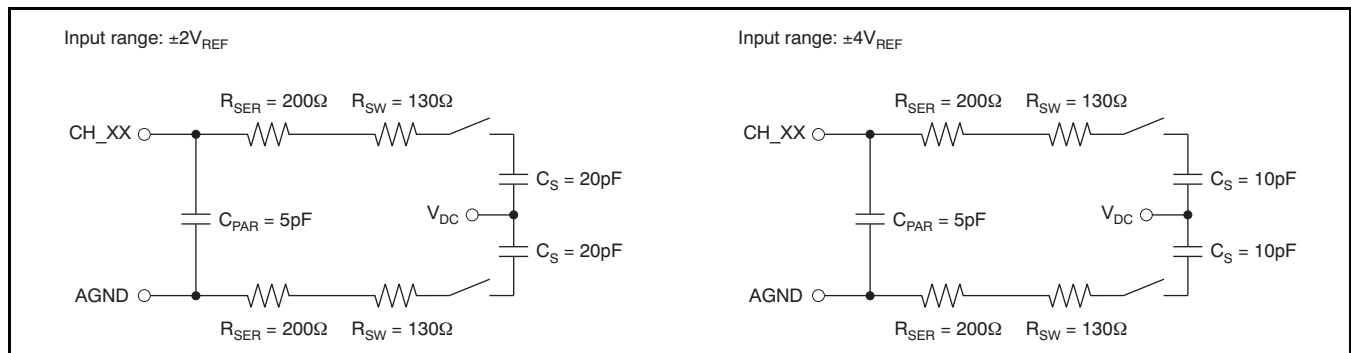 Input range: ±2VREF
RSER = 200Ω RSW = 130Ω
CH_XX
CS = 20pF
VDC
CPAR = 5pF
CS = 20pF
AGND
RSER = 200Ω RSW = 130Ω
Input range: ±4VREF
RSER = 200Ω RSW = 130Ω
CH_XX
CS = 10pF
VDC
CPAR = 5pF
CS = 10pF
AGND
RSER = 200Ω RSW = 130Ω